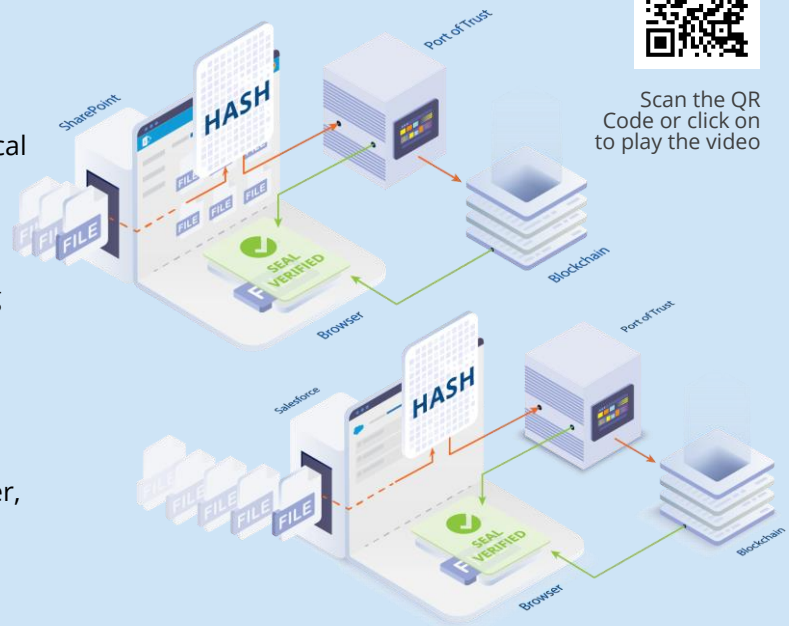 Scan the QR
Code or click on
to play the video
cal
er,
SharePoint
HASH
Port of Trust
FILE
FILE
FILE
FILE
FILE
FILE
SEAL
VERIFIED
F
Browser
Blockchain
Salesforce
HASH
Port of Trust
FILE
FILE
FILE
FILE
FILE
SEAL
VERIFIED
F
Browser
Blockchain